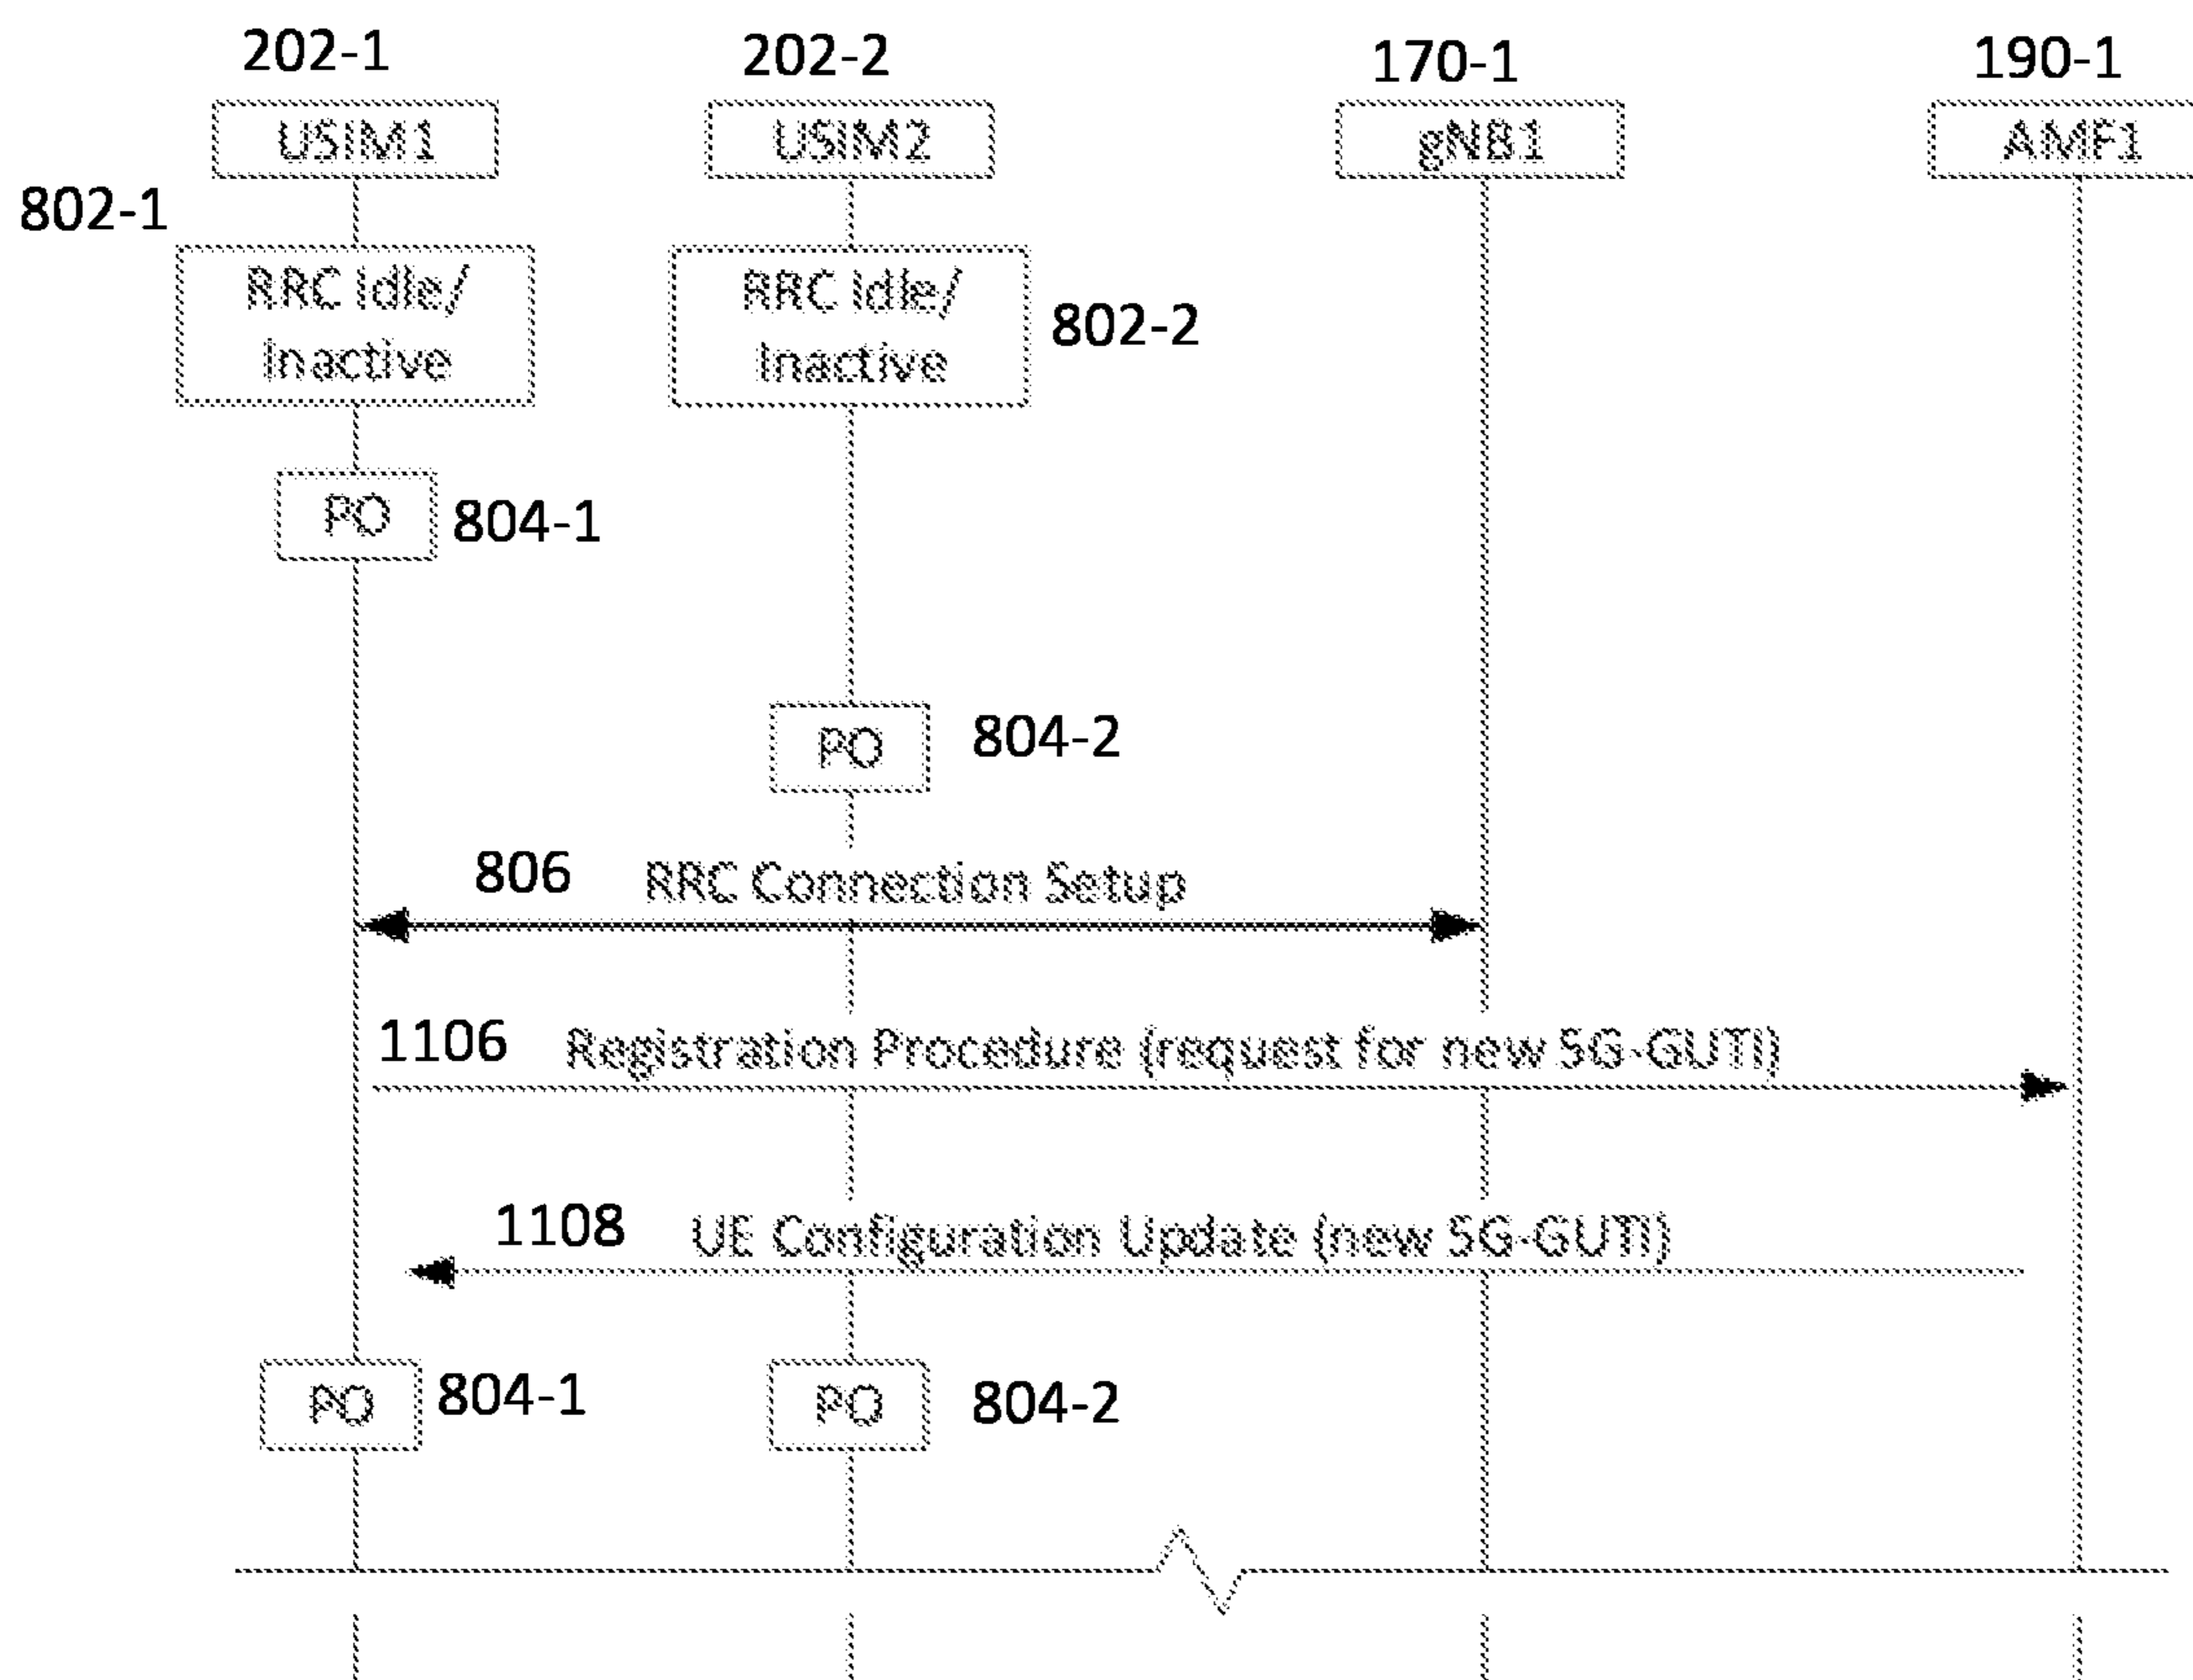 202-1
202-2
170-1
190-1
USIM1
USIM2
gNB1
AMF1
802-1
RRC Idle/
Inactive
RRC Idle/
Inactive
802-2
PO
804-1
PO
804-2
806
RRC Connection Setup
1106
Registration Procedure (request for new 5G-GUTI)
1108
UE Configuration Update (new 5G-GUTI)
PO
804-1
PO
804-2